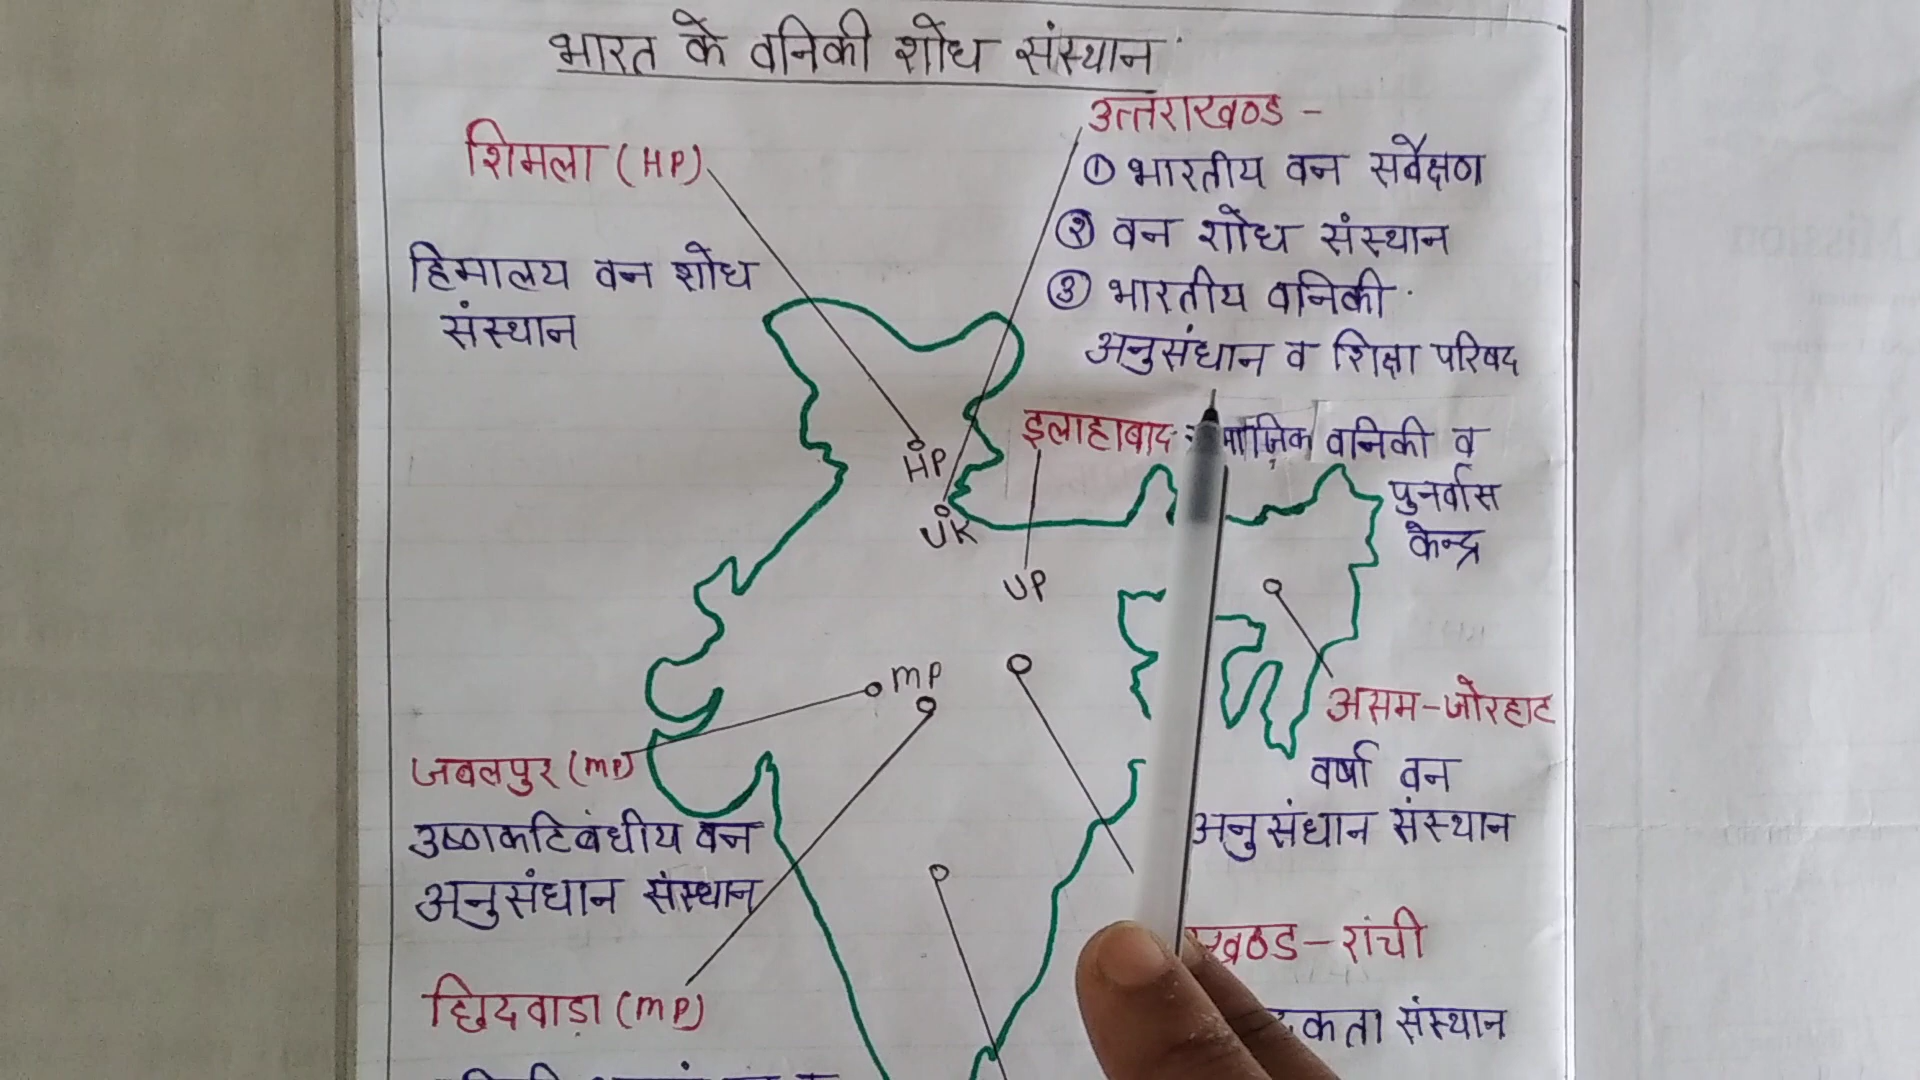 भारत के वनिकी शोध संस्थान
शिमला (HP)
हिमालय वन शोध
संस्थान
उत्तराखण्ड -
① भारतीय वन सर्वेक्षण
② वन शोध संस्थान
③ भारतीय वनिकी
अनुसंधान व शिक्षा परिषद
इलाहाबाद वनिकी व
पुनर्वास
केन्द्र
HP
UK
UP
MP
असम-जोरहाट
वर्षा वन
अनुसंधान संस्थान
जबलपुर (MP)
उष्णकटिबंधीय वन
अनुसंधान संस्थान
छिदवाडा (MP)
रांची
संस्थान